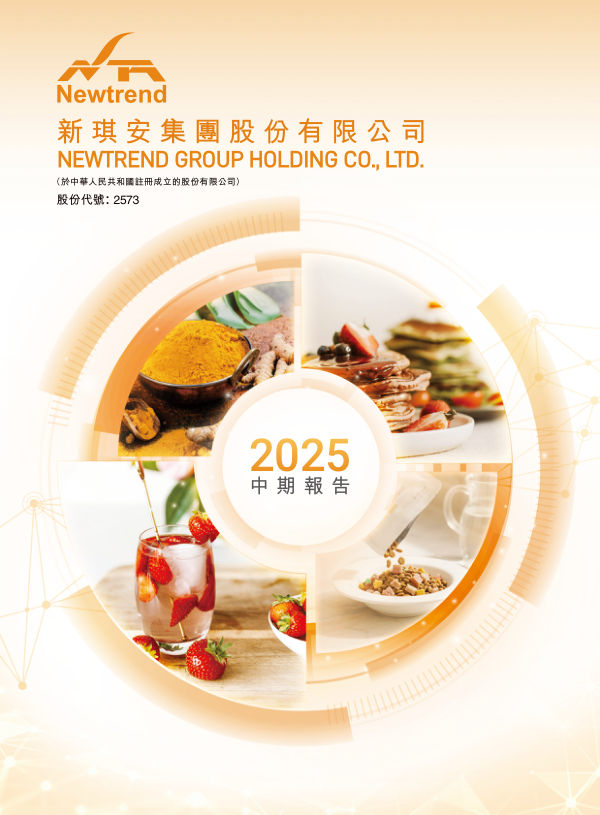 Newtrend
新琪安集團股份有限公司
NEWTREND GROUP HOLDING CO., LTD.
（於中華人民共和國註冊成立的股份有限公司）
股份代號：2573
2025
中期報告